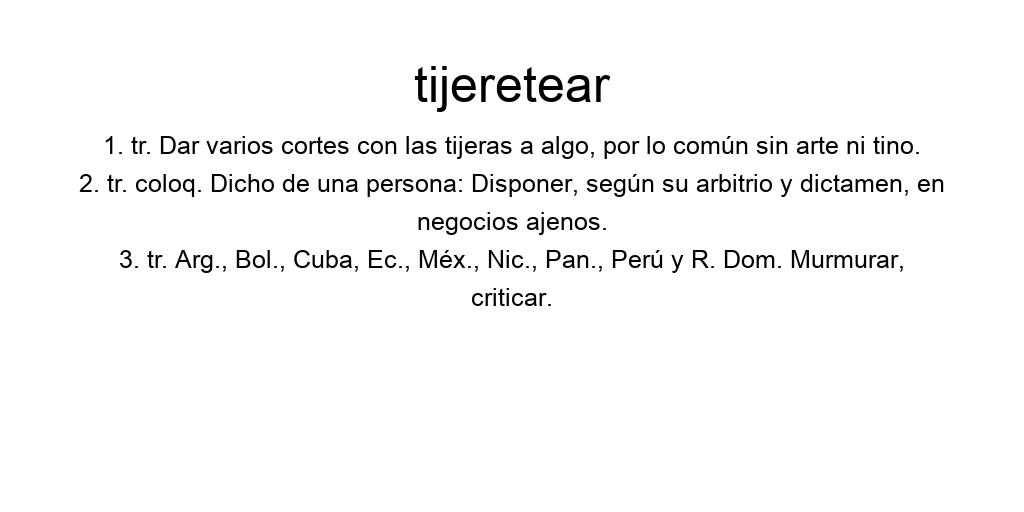 tijeretear
1. tr. Dar varios cortes con las tijeras a algo, por lo común sin arte ni tino.
2. tr. coloq. Dicho de una persona: Disponer, según su arbitrio y dictamen, en
negocios ajenos.
3. tr. Arg., Bol., Cuba, Ec., Méx., Nic., Pan., Perú y R. Dom. Murmurar,
criticar.